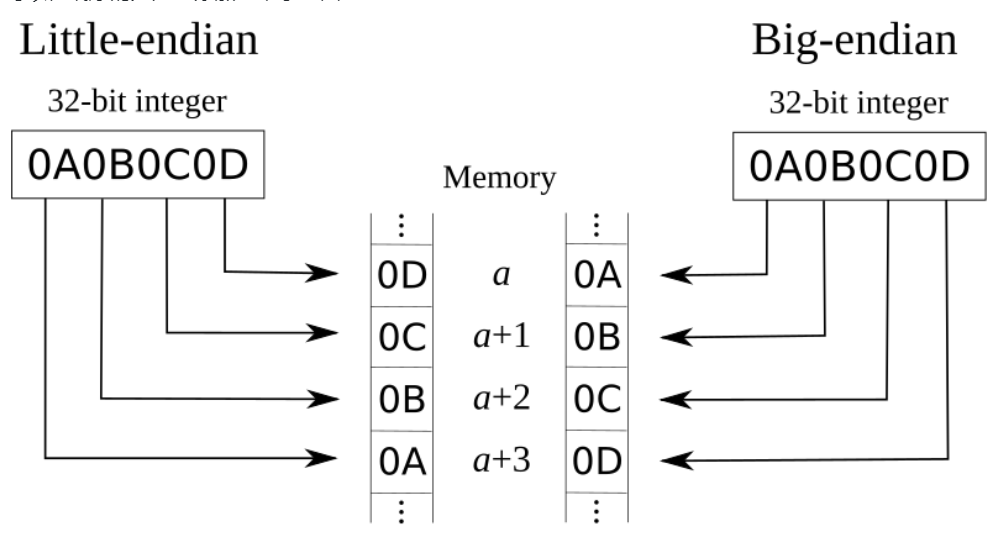 Little-endian
Big-endian
32-bit integer
32-bit integer
0A0B0C0D
0A0B0C0D
Memory
⋮ ⋮
0D a 0A
0C a+1 0B
0B a+2 0C
0A a+3 0D
⋮ ⋮